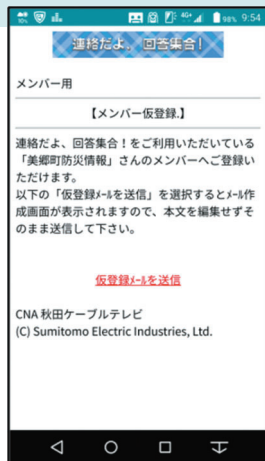 98% 9:54
連絡だよ、回答集合！
メンバー用
【メンバー仮登録.】
連絡だよ、回答集合！をご利用いただいている
「美郷町防災情報」さんのメンバーへご登録い
ただけます。
以下の「仮登録ﾒｰﾙを送信」を選択するとﾒｰﾙ作
成画面が表示されますので、本文を編集せずそ
のまま送信して下さい。
仮登録ﾒｰﾙを送信
CNA 秋田ケーブルテレビ
(C) Sumitomo Electric Industries, Ltd.